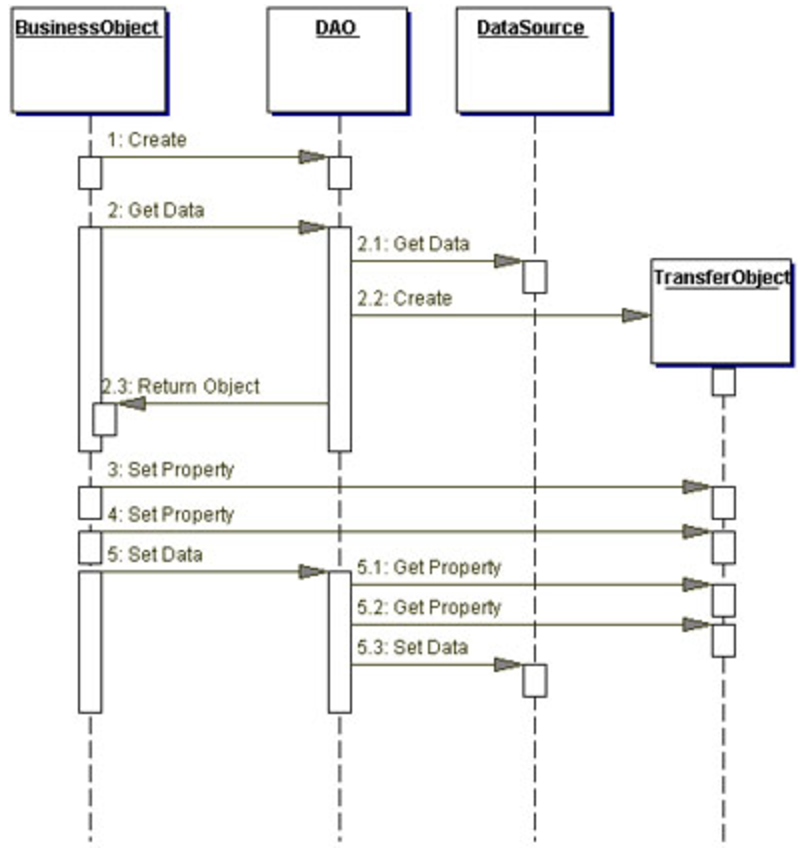 BusinessObject
DAO
DataSource
1: Create
2: Get Data
2.1: Get Data
TransferObject
2.2: Create
2.3: Return Object
3: Set Property
4: Set Property
5: Set Data
5.1: Get Property
5.2: Get Property
5.3: Set Data